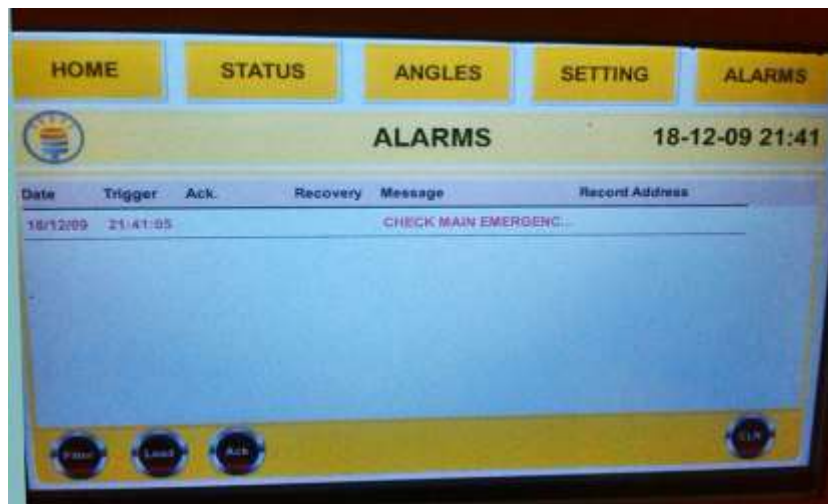 HOME STATUS ANGLES SETTING ALARMS
ALARMS 18-12-09 21:41
Date Trigger Ack. Recovery Message Record Address
18/12/09 21:41:05 CHECK MAIN EMERGENC...
Load Ack CLR